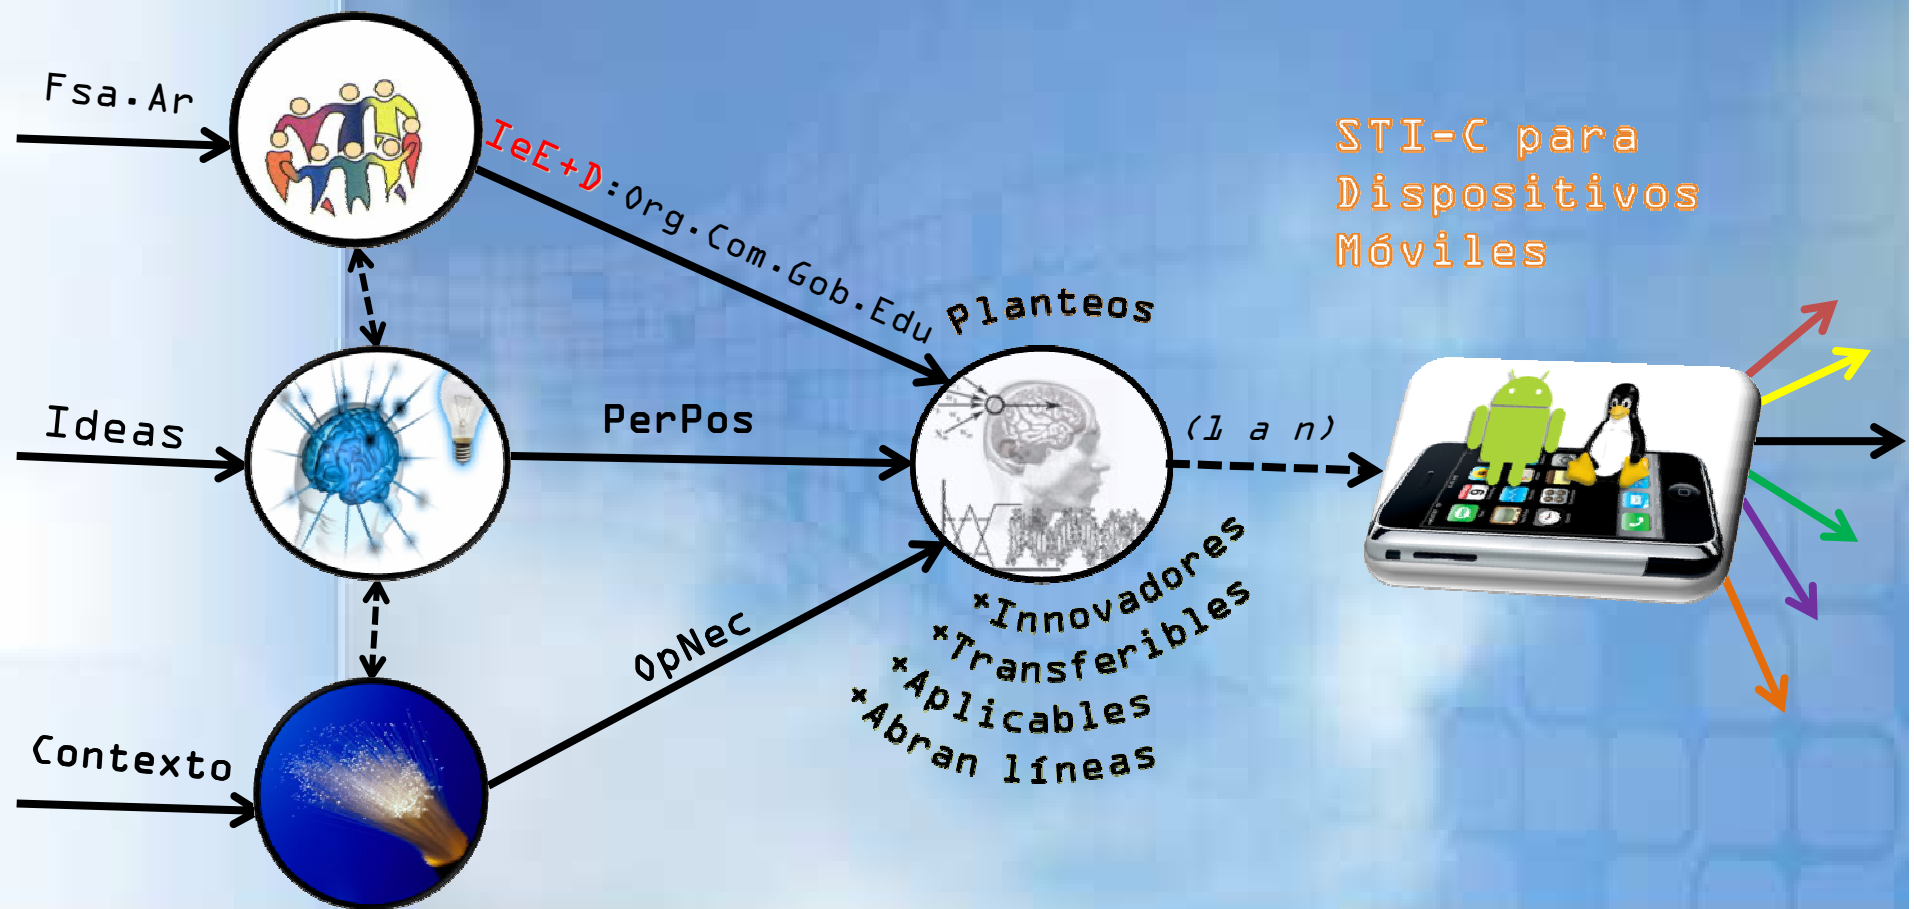 Fsa.Ar
IeE+D:Org.Com.Gob.Edu
STI-C para
Dispositivos
Móviles
Planteos
Ideas
PerPos
(1 a n)
OpNec
*Innovadores
*Transferibles
*Aplicables
*Abran líneas
Contexto